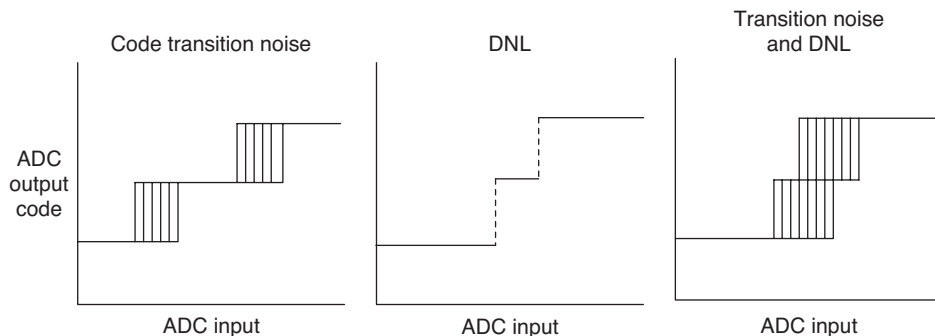 Code transition noise
DNL
Transition noise
and DNL
ADC
output
code
ADC input
ADC input
ADC input